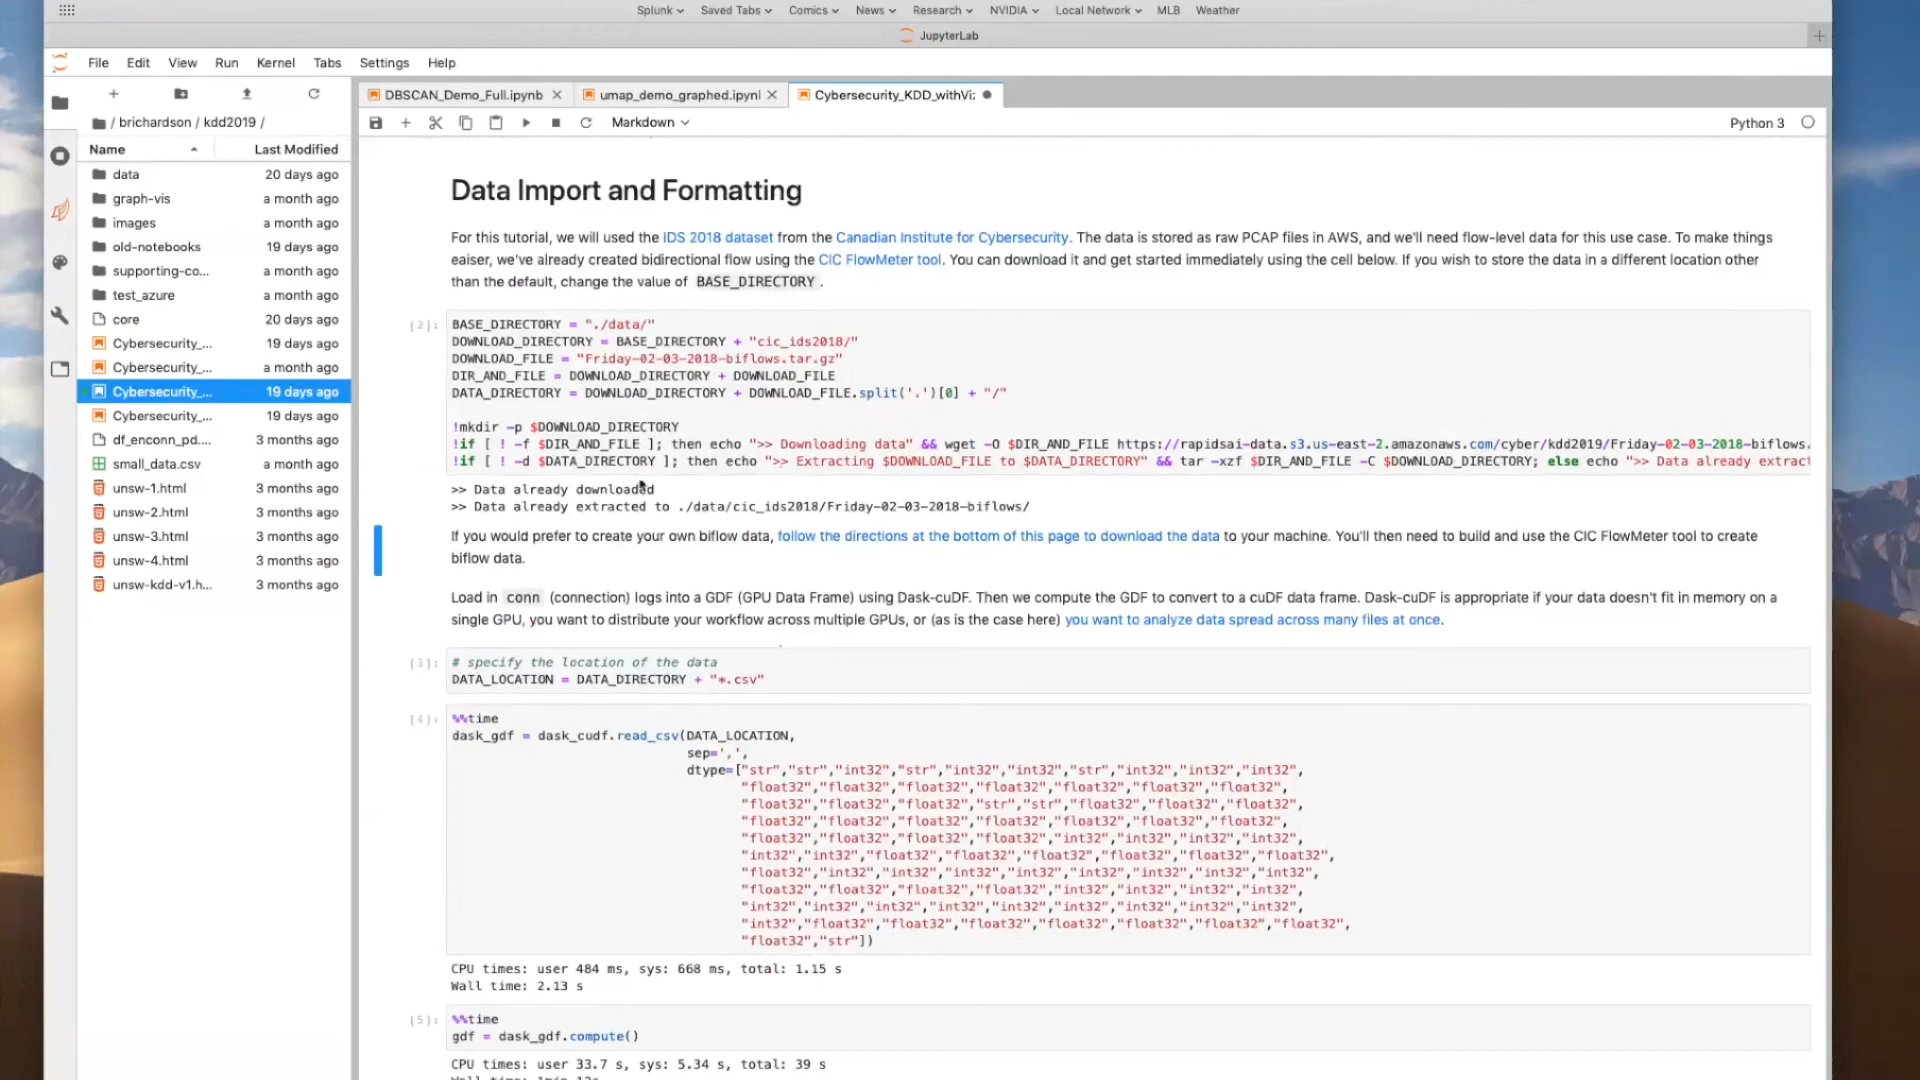 Splunk Saved Tabs Comics News Research NVIDIA Local Network MLB Weather
JupyterLab
File Edit View Run Kernel Tabs Settings Help
DBSCAN_Demo_Full.ipynb umap_demo_graphed.ipynl Cybersecurity_KDD_withVi:
/ brichardson / kdd2019 /
Markdown Python 3
Name Last Modified
data 20 days ago
graph-vis a month ago
images a month ago
old-notebooks 19 days ago
supporting-co... a month ago
test_azure a month ago
core 20 days ago
Cybersecurity_... 19 days ago
Cybersecurity_... a month ago
Cybersecurity_... 19 days ago
Cybersecurity_... 19 days ago
df_enconn_pd.... 3 months ago
small_data.csv a month ago
unsw-1.html 3 months ago
unsw-2.html 3 months ago
unsw-3.html 3 months ago
unsw-4.html 3 months ago
unsw-kdd-v1.h... 3 months ago
Data Import and Formatting
For this tutorial, we will used the IDS 2018 dataset from the Canadian Institute for Cybersecurity. The data is stored as raw PCAP files in AWS, and we'll need flow-level data for this use case. To make things
eaiser, we've already created bidirectional flow using the CIC FlowMeter tool. You can download it and get started immediately using the cell below. If you wish to store the data in a different location other
than the default, change the value of BASE_DIRECTORY .
[2]: BASE_DIRECTORY = "./data/"
DOWNLOAD_DIRECTORY = BASE_DIRECTORY + "cic_ids2018/"
DOWNLOAD_FILE = "Friday-02-03-2018-biflows.tar.gz"
DIR_AND_FILE = DOWNLOAD_DIRECTORY + DOWNLOAD_FILE
DATA_DIRECTORY = DOWNLOAD_DIRECTORY + DOWNLOAD_FILE.split('.')[0] + "/"
!mkdir -p $DOWNLOAD_DIRECTORY
!if [ ! -f $DIR_AND_FILE ]; then echo ">> Downloading data" && wget -O $DIR_AND_FILE https://rapidsai-data.s3.us-east-2.amazonaws.com/cyber/kdd2019/Friday-02-03-2018-biflows.
!if [ ! -d $DATA_DIRECTORY ]; then echo ">> Extracting $DOWNLOAD_FILE to $DATA_DIRECTORY" && tar -xzf $DIR_AND_FILE -C $DOWNLOAD_DIRECTORY; else echo ">> Data already extract
>> Data already downloaded
>> Data already extracted to ./data/cic_ids2018/Friday-02-03-2018-biflows/
If you would prefer to create your own biflow data, follow the directions at the bottom of this page to download the data to your machine. You'll then need to build and use the CIC FlowMeter tool to create
biflow data.
Load in conn (connection) logs into a GDF (GPU Data Frame) using Dask-cuDF. Then we compute the GDF to convert to a cuDF data frame. Dask-cuDF is appropriate if your data doesn't fit in memory on a
single GPU, you want to distribute your workflow across multiple GPUs, or (as is the case here) you want to analyze data spread across many files at once.
[3]: # specify the location of the data
DATA_LOCATION = DATA_DIRECTORY + "*.csv"
[4]: %%time
dask_gdf = dask_cudf.read_csv(DATA_LOCATION,
sep=',',
dtype=["str","str","int32","str","int32","int32","str","int32","int32","int32",
"float32","float32","float32","float32","float32","float32","float32",
"float32","float32","float32","str","str","float32","float32","float32",
"float32","float32","float32","float32","float32","float32","float32",
"float32","float32","float32","float32","int32","int32","int32","int32",
"int32","int32","float32","float32","float32","float32","float32","float32",
"float32","int32","int32","int32","int32","int32","int32","int32","int32",
"float32","float32","float32","float32","int32","int32","int32","int32",
"int32","int32","int32","int32","int32","int32","int32","int32","int32",
"int32","float32","float32","float32","float32","float32","float32","float32",
"float32","str"])
CPU times: user 484 ms, sys: 668 ms, total: 1.15 s
Wall time: 2.13 s
[5]: %%time
gdf = dask_gdf.compute()
CPU times: user 33.7 s, sys: 5.34 s, total: 39 s